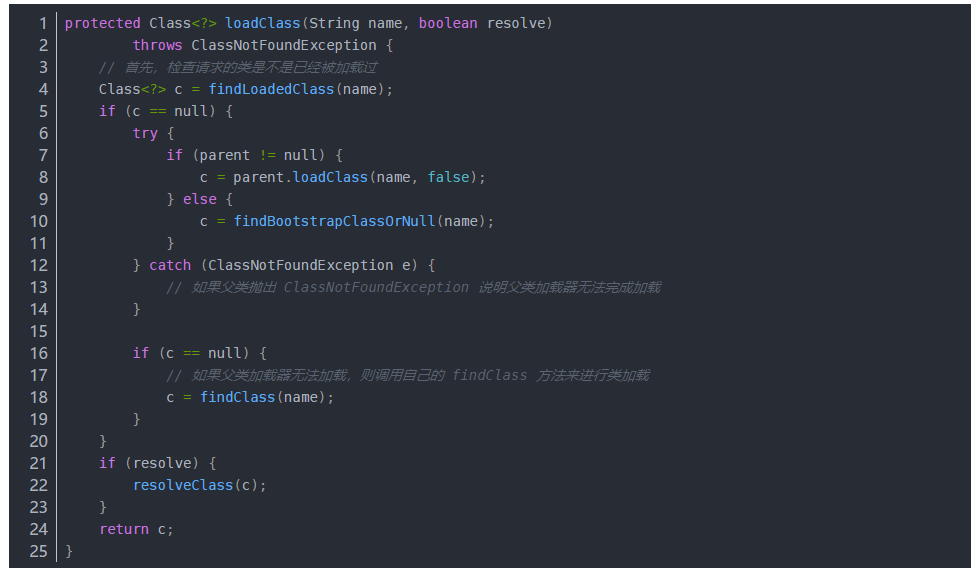 1 protected Class<?> loadClass(String name, boolean resolve)
2         throws ClassNotFoundException {
3     // 首先，检查请求的类是不是已经被加载过
4     Class<?> c = findLoadedClass(name);
5     if (c == null) {
6         try {
7             if (parent != null) {
8                 c = parent.loadClass(name, false);
9             } else {
10                 c = findBootstrapClassOrNull(name);
11             }
12         } catch (ClassNotFoundException e) {
13             // 如果父类抛出 ClassNotFoundException 说明父类加载器无法完成加载
14         }
15
16         if (c == null) {
17             // 如果父类加载器无法加载，则调用自己的 findClass 方法来进行类加载
18             c = findClass(name);
19         }
20     }
21     if (resolve) {
22         resolveClass(c);
23     }
24     return c;
25 }